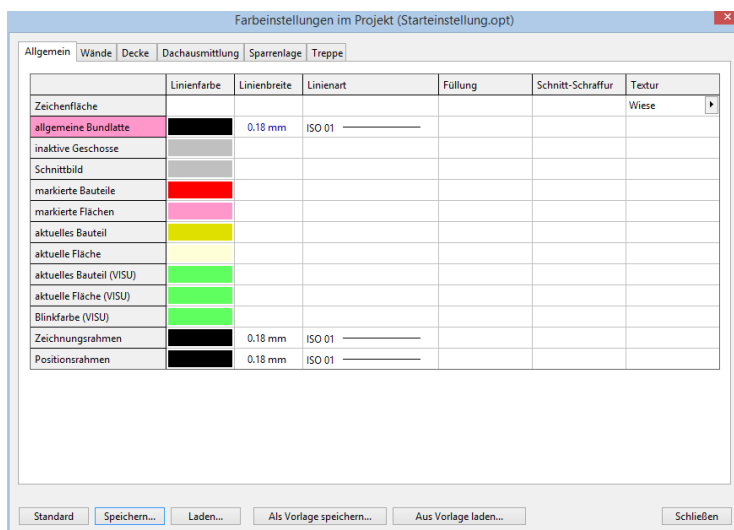 Farbeinstellungen im Projekt (Starteinstellung.opt)
Allgemein Wände Decke Dachausmittlung Sparrenlage Treppe
Linienfarbe Linienbreite Linienart Füllung Schnitt-Schraffur Textur
Zeichenfläche Wiese
allgemeine Bundlatte 0.18 mm ISO 01
inaktive Geschosse
Schnittbild
markierte Bauteile
markierte Flächen
aktuelles Bauteil
aktuelle Fläche
aktuelles Bauteil (VISU)
aktuelle Fläche (VISU)
Blinkfarbe (VISU)
Zeichnungsrahmen 0.18 mm ISO 01
Positionsrahmen 0.18 mm ISO 01
Standard Speichern... Laden... Als Vorlage speichern... Aus Vorlage laden... Schließen